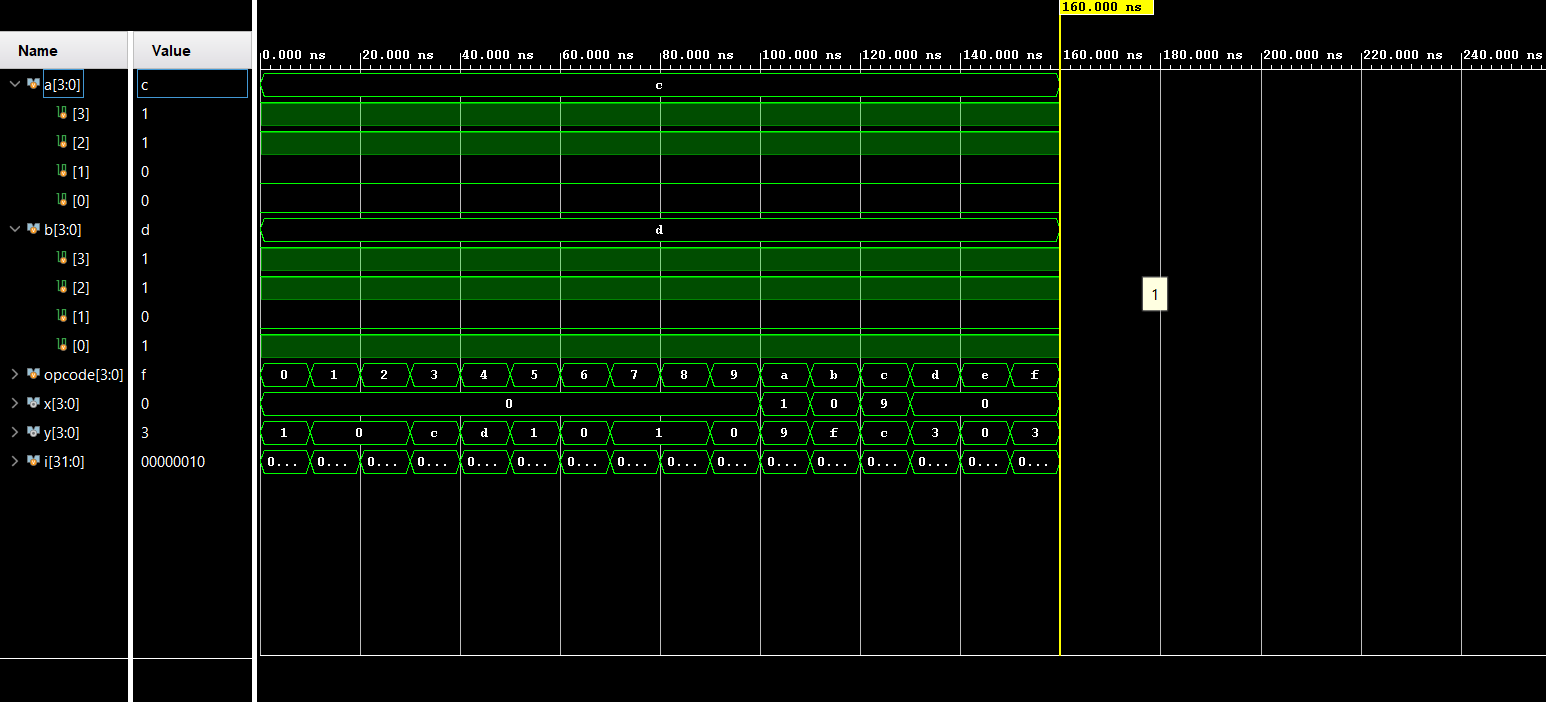 160.000 ns
Name Value 0.000 ns 20.000 ns 40.000 ns 60.000 ns 80.000 ns 100.000 ns 120.000 ns 140.000 ns 160.000 ns 180.000 ns 200.000 ns 220.000 ns 240.000 ns
a[3:0] c c
[3] 1
[2] 1
[1] 0
[0] 0
b[3:0] d d
[3] 1
[2] 1
1
[1] 0
[0] 1
opcode[3:0] f 0 1 2 3 4 5 6 7 8 9 a b c d e f
x[3:0] 0 0 1 0 9 0
y[3:0] 3 1 0 c d 1 0 1 0 9 f c 3 0 3
i[31:0] 00000010 0... 0... 0... 0... 0... 0... 0... 0... 0... 0... 0... 0... 0... 0... 0... 0...